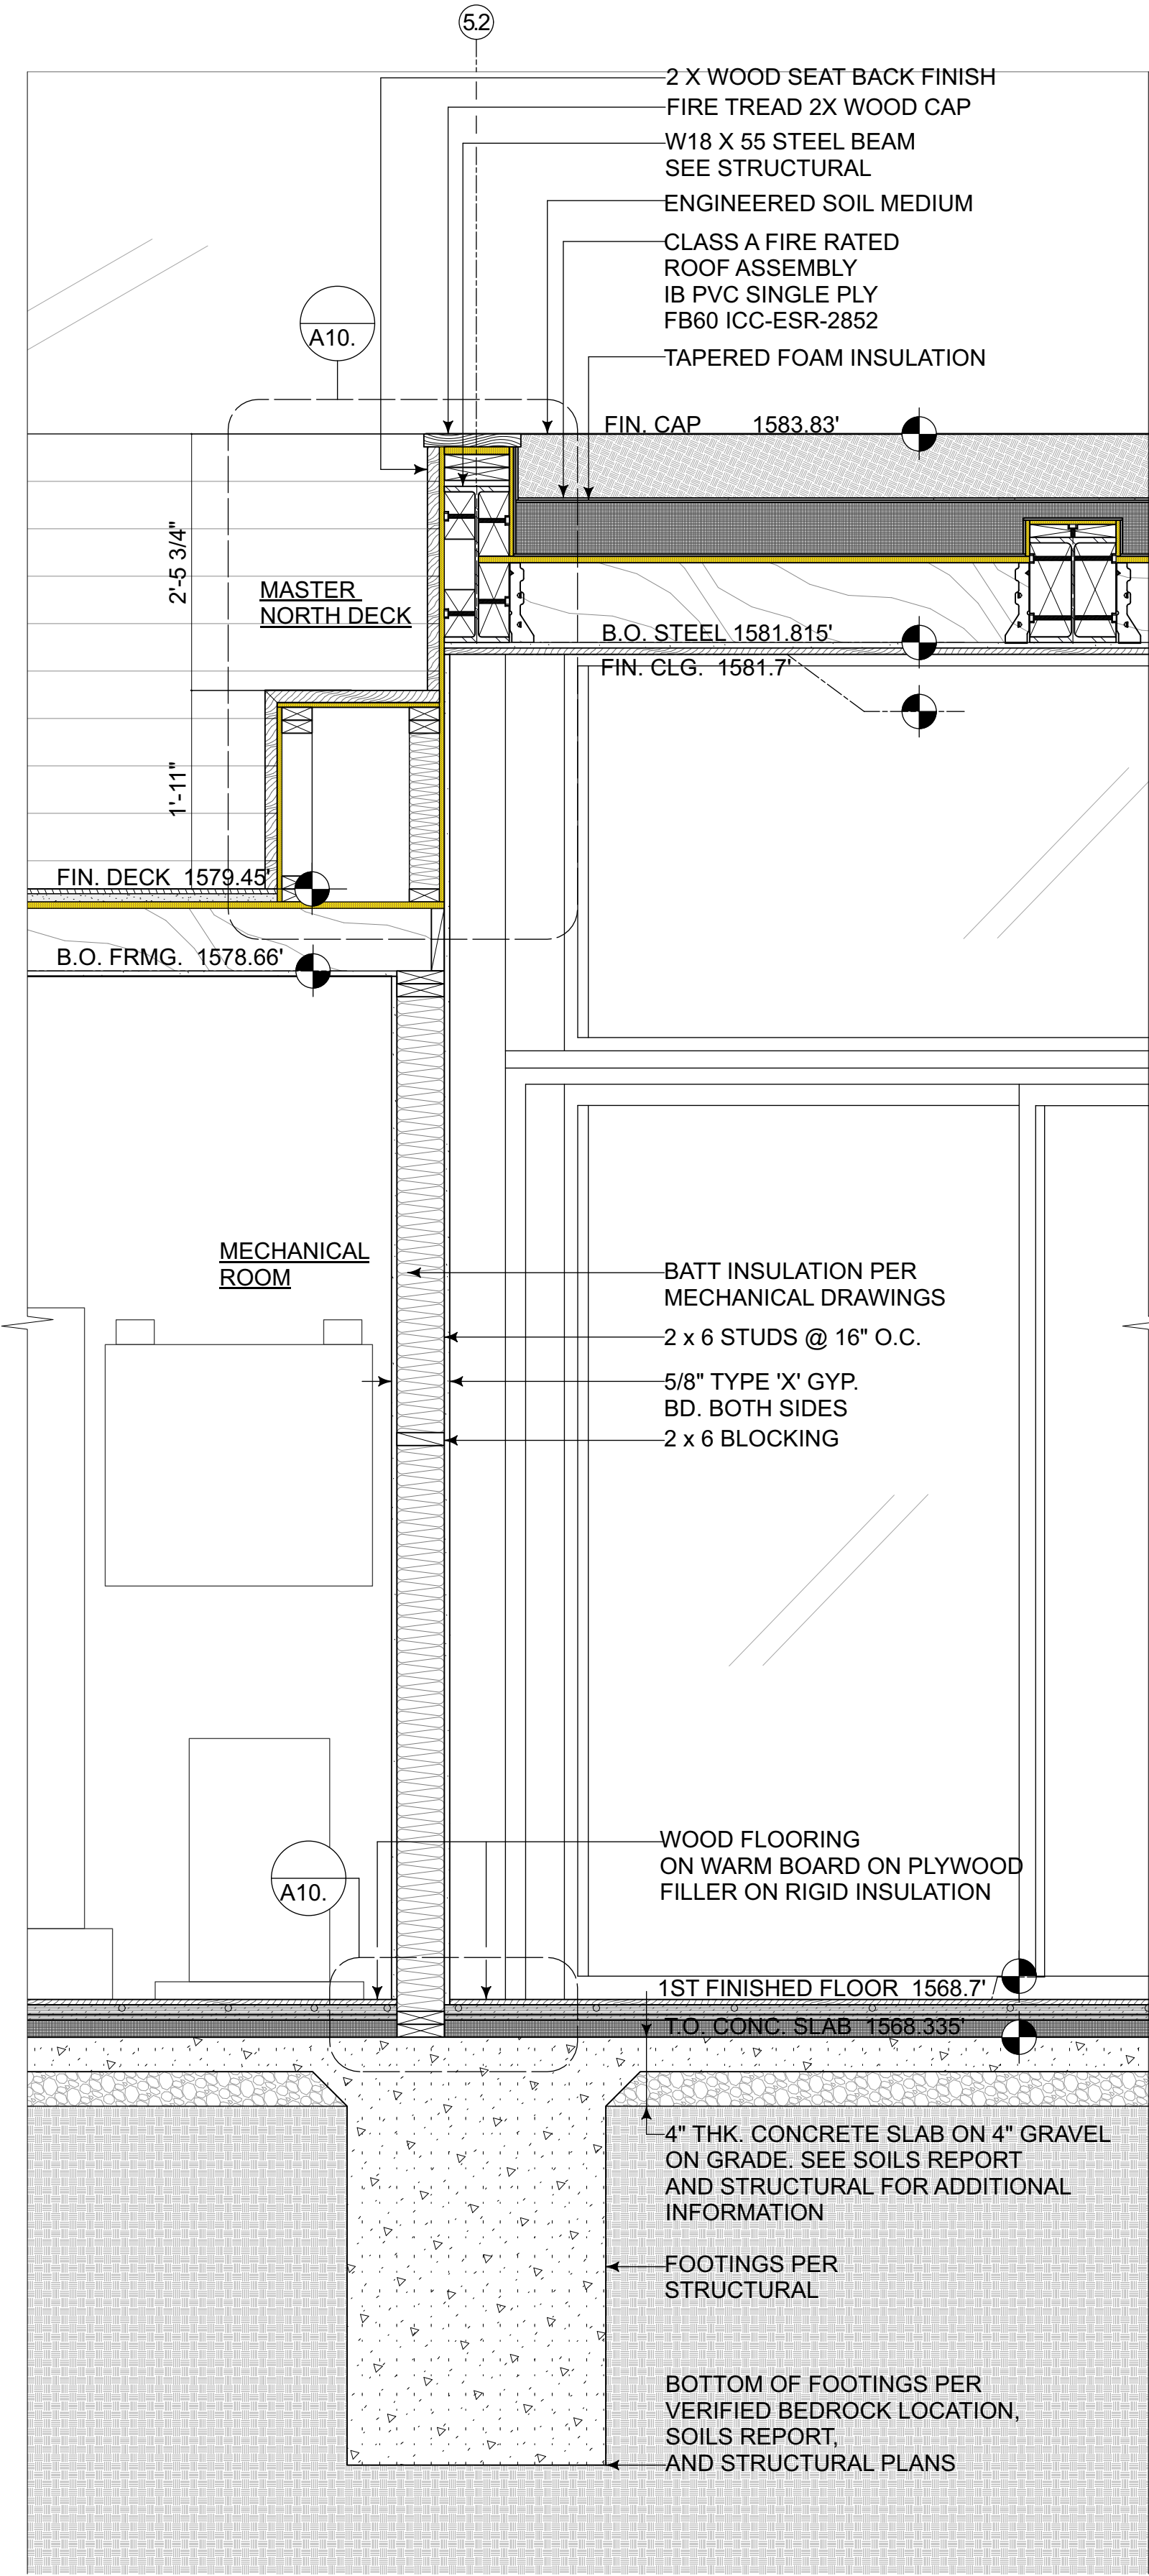 5.2
2 X WOOD SEAT BACK FINISH
FIRE TREAD 2X WOOD CAP
W18 X 55 STEEL BEAM
SEE STRUCTURAL
ENGINEERED SOIL MEDIUM
CLASS A FIRE RATED
ROOF ASSEMBLY
IB PVC SINGLE PLY
FB60 ICC-ESR-2852
A10.
TAPERED FOAM INSULATION
FIN. CAP 1583.83'
2'-5 3/4"
MASTER
NORTH DECK
B.O. STEEL 1581.815'
FIN. CLG. 1581.7'
1'-11"
FIN. DECK 1579.45'
B.O. FRMG. 1578.66'
MECHANICAL
ROOM
BATT INSULATION PER
MECHANICAL DRAWINGS
2 x 6 STUDS @ 16" O.C.
5/8" TYPE 'X' GYP.
BD. BOTH SIDES
2 x 6 BLOCKING
WOOD FLOORING
ON WARM BOARD ON PLYWOOD
FILLER ON RIGID INSULATION
A10.
1ST FINISHED FLOOR 1568.7'
T.O. CONC. SLAB 1568.335'
4" THK. CONCRETE SLAB ON 4" GRAVEL
ON GRADE. SEE SOILS REPORT
AND STRUCTURAL FOR ADDITIONAL
INFORMATION
FOOTINGS PER
STRUCTURAL
BOTTOM OF FOOTINGS PER
VERIFIED BEDROCK LOCATION,
SOILS REPORT,
AND STRUCTURAL PLANS